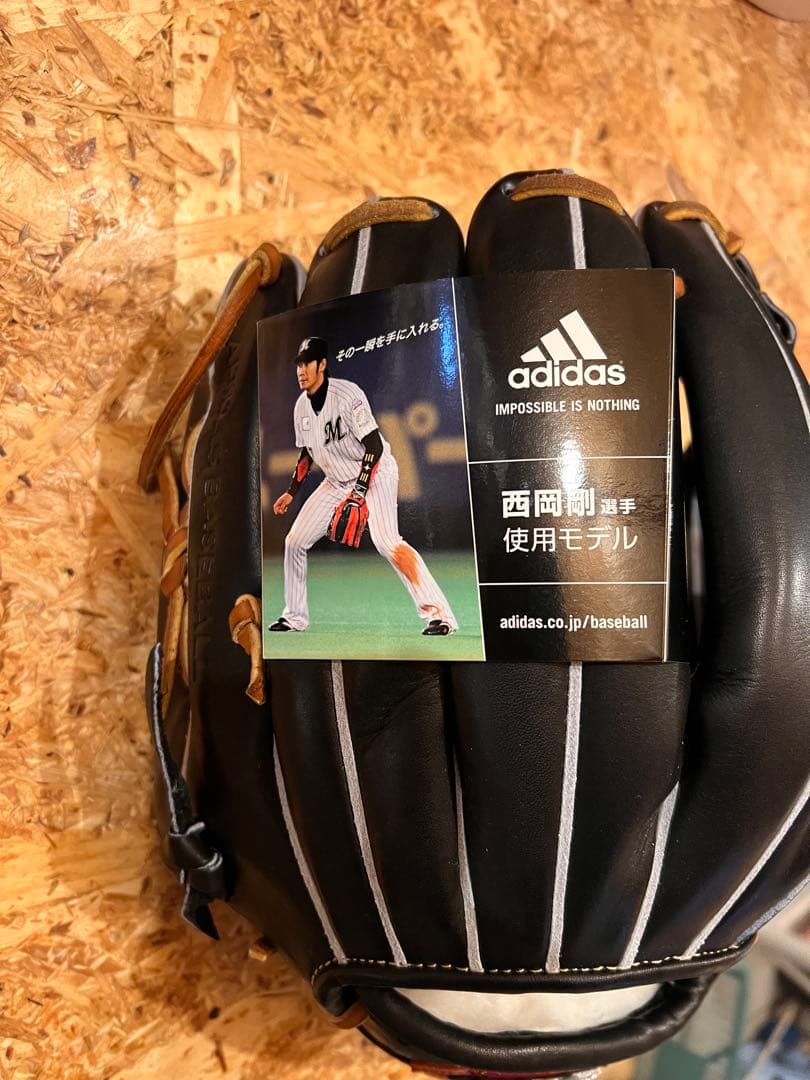 その一瞬を手に入れる。
M
M
adidas
IMPOSSIBLE IS NOTHING
西岡剛選手
使用モデル
adidas.co.jp/baseball